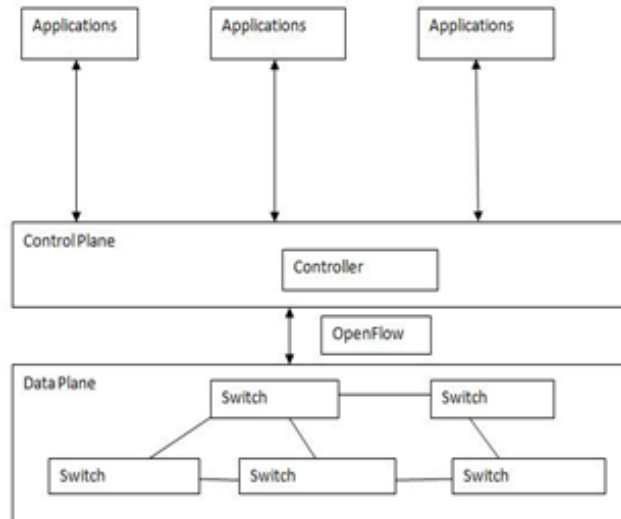 Applications
Applications
Applications
Control Plane
Controller
OpenFlow
Data Plane
Switch
Switch
Switch
Switch
Switch